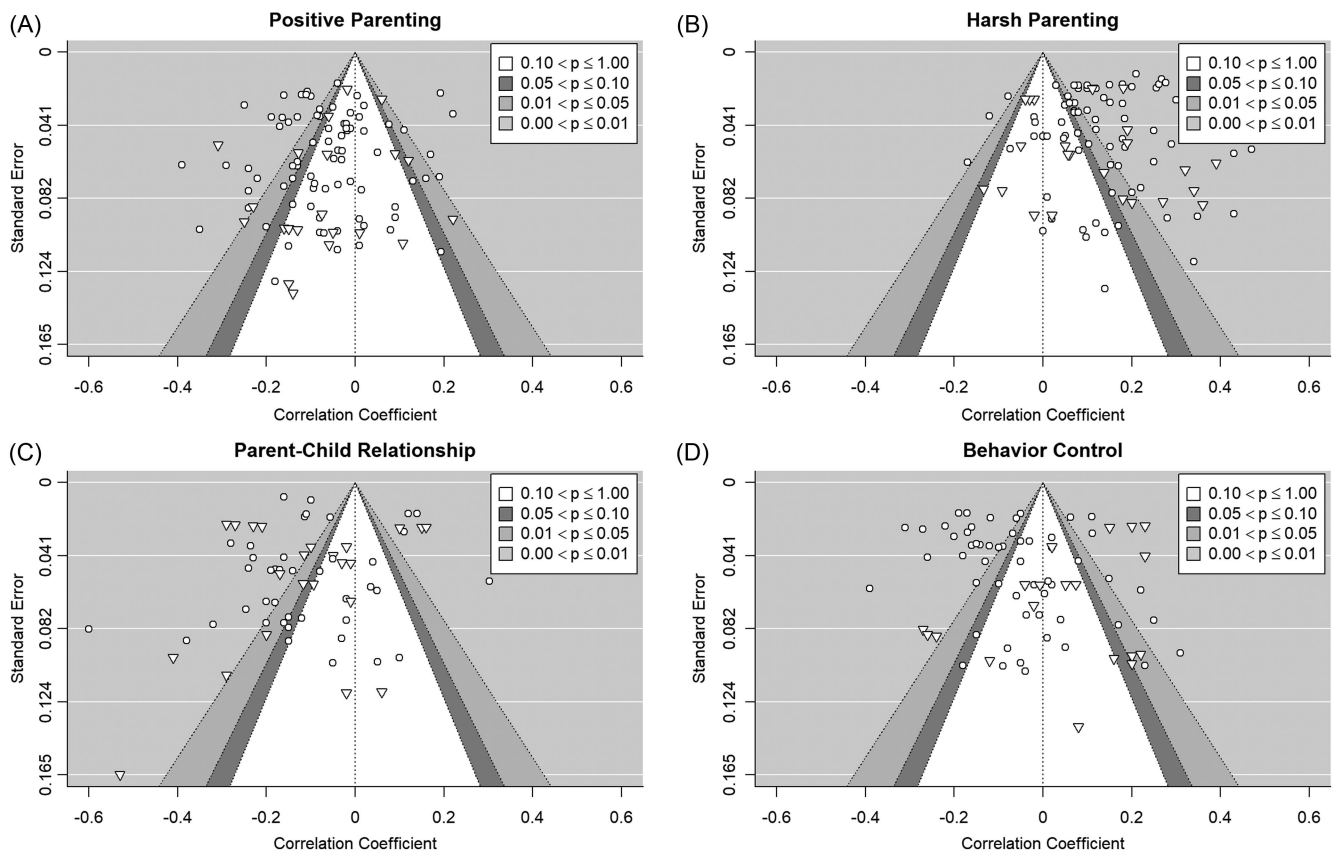 (A)
Positive Parenting
0.10 < p ≤ 1.00
0.05 < p ≤ 0.10
0.01 < p ≤ 0.05
0.00 < p ≤ 0.01
Standard Error
0
0.041
0.082
0.124
0.165
-0.6 -0.4 -0.2 0 0.2 0.4 0.6
Correlation Coefficient
(B)
Harsh Parenting
0.10 < p ≤ 1.00
0.05 < p ≤ 0.10
0.01 < p ≤ 0.05
0.00 < p ≤ 0.01
Standard Error
0
0.041
0.082
0.124
0.165
-0.6 -0.4 -0.2 0 0.2 0.4 0.6
Correlation Coefficient
(C)
Parent-Child Relationship
0.10 < p ≤ 1.00
0.05 < p ≤ 0.10
0.01 < p ≤ 0.05
0.00 < p ≤ 0.01
Standard Error
0
0.041
0.082
0.124
0.165
-0.6 -0.4 -0.2 0 0.2 0.4 0.6
Correlation Coefficient
(D)
Behavior Control
0.10 < p ≤ 1.00
0.05 < p ≤ 0.10
0.01 < p ≤ 0.05
0.00 < p ≤ 0.01
Standard Error
0
0.041
0.082
0.124
0.165
-0.6 -0.4 -0.2 0 0.2 0.4 0.6
Correlation Coefficient